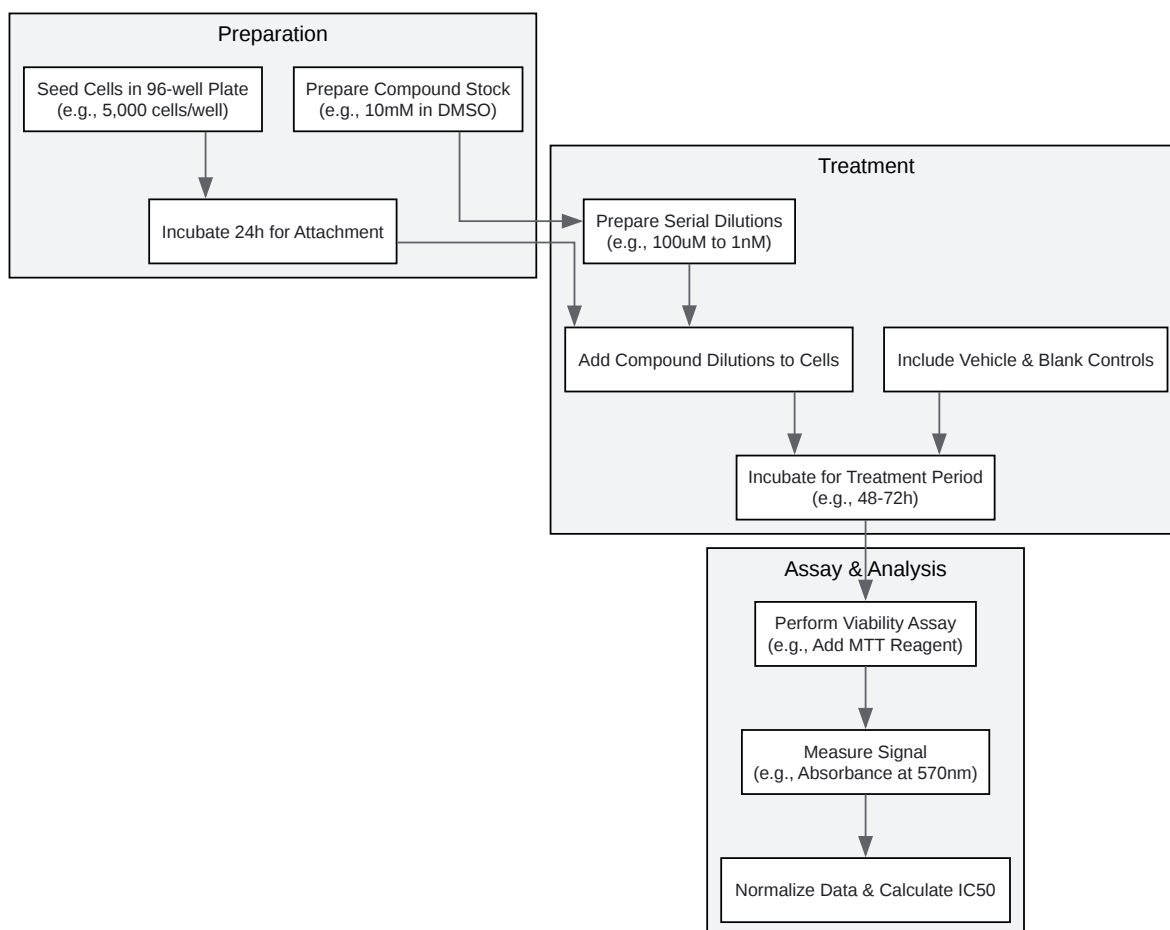 Preparation
Seed Cells in 96-well Plate
(e.g., 5,000 cells/well)
Prepare Compound Stock
(e.g., 10mM in DMSO)
Incubate 24h for Attachment
Treatment
Prepare Serial Dilutions
(e.g., 100uM to 1nM)
Add Compound Dilutions to Cells
Include Vehicle & Blank Controls
Incubate for Treatment Period
(e.g., 48-72h)
Assay & Analysis
Perform Viability Assay
(e.g., Add MTT Reagent)
Measure Signal
(e.g., Absorbance at 570nm)
Normalize Data & Calculate IC50